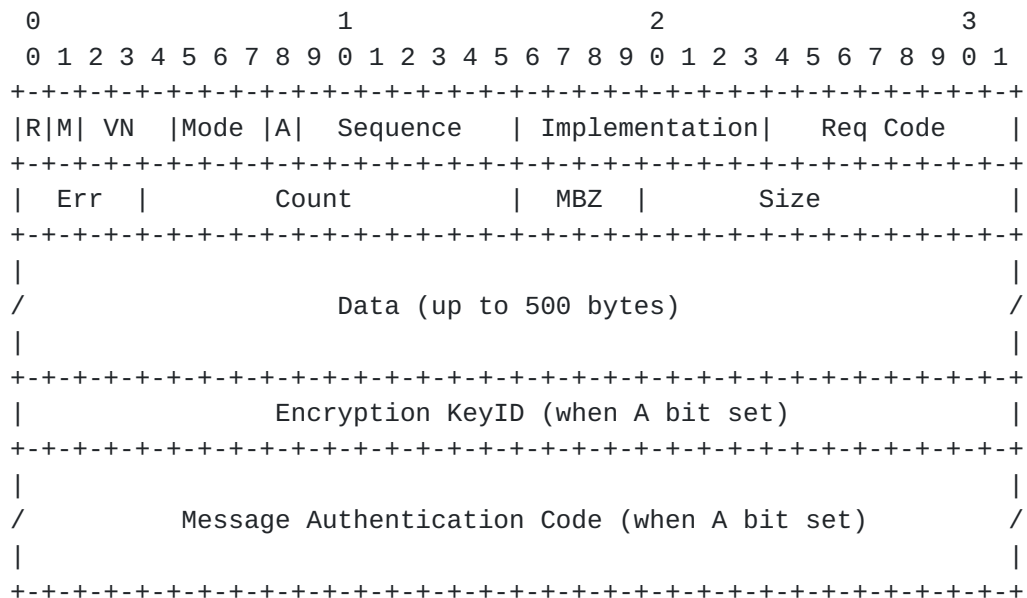 0                   1                   2                   3
 0 1 2 3 4 5 6 7 8 9 0 1 2 3 4 5 6 7 8 9 0 1 2 3 4 5 6 7 8 9 0 1
+-+-+-+-+-+-+-+-+-+-+-+-+-+-+-+-+-+-+-+-+-+-+-+-+-+-+-+-+-+-+-+-+
|R|M| VN  |Mode |A|  Sequence   | Implementation|   Req Code    |
+-+-+-+-+-+-+-+-+-+-+-+-+-+-+-+-+-+-+-+-+-+-+-+-+-+-+-+-+-+-+-+-+
|  Err  |        Count          |  MBZ  |       Size            |
+-+-+-+-+-+-+-+-+-+-+-+-+-+-+-+-+-+-+-+-+-+-+-+-+-+-+-+-+-+-+-+-+
|                                                               |
/                    Data (up to 500 bytes)                     /
|                                                               |
+-+-+-+-+-+-+-+-+-+-+-+-+-+-+-+-+-+-+-+-+-+-+-+-+-+-+-+-+-+-+-+-+
|                Encryption KeyID (when A bit set)              |
+-+-+-+-+-+-+-+-+-+-+-+-+-+-+-+-+-+-+-+-+-+-+-+-+-+-+-+-+-+-+-+-+
|                                                               |
/          Message Authentication Code (when A bit set)         /
|                                                               |
+-+-+-+-+-+-+-+-+-+-+-+-+-+-+-+-+-+-+-+-+-+-+-+-+-+-+-+-+-+-+-+-+